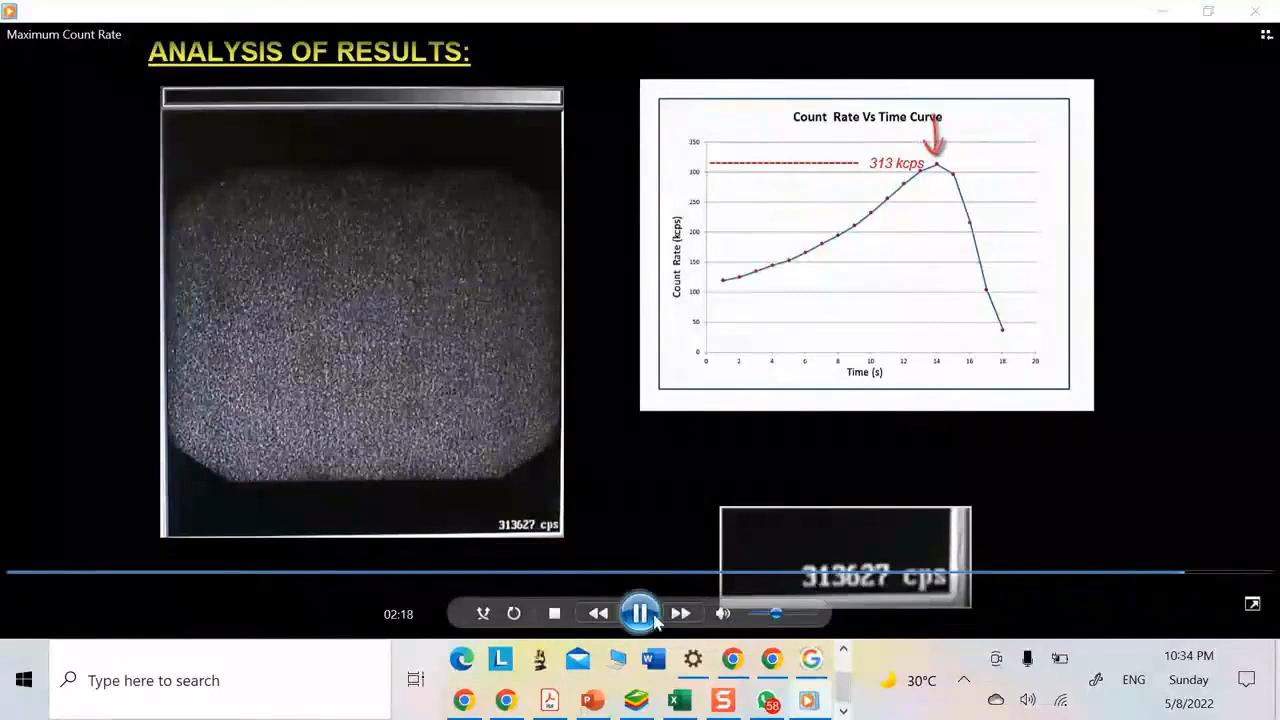 Maximum Count Rate
ANALYSIS OF RESULTS:
313627 cps
Count Rate Vs Time Curve
313 kcps
Count Rate (kcps)
350
300
250
200
150
100
50
0
0 2 4 6 8 10 12 14 16 18 20
Time (s)
313627 cps
02:18
Type here to search
L
W
PDF
P
X
S
58
30°C
ENG
10:34 PM
Sunday
5/8/2022